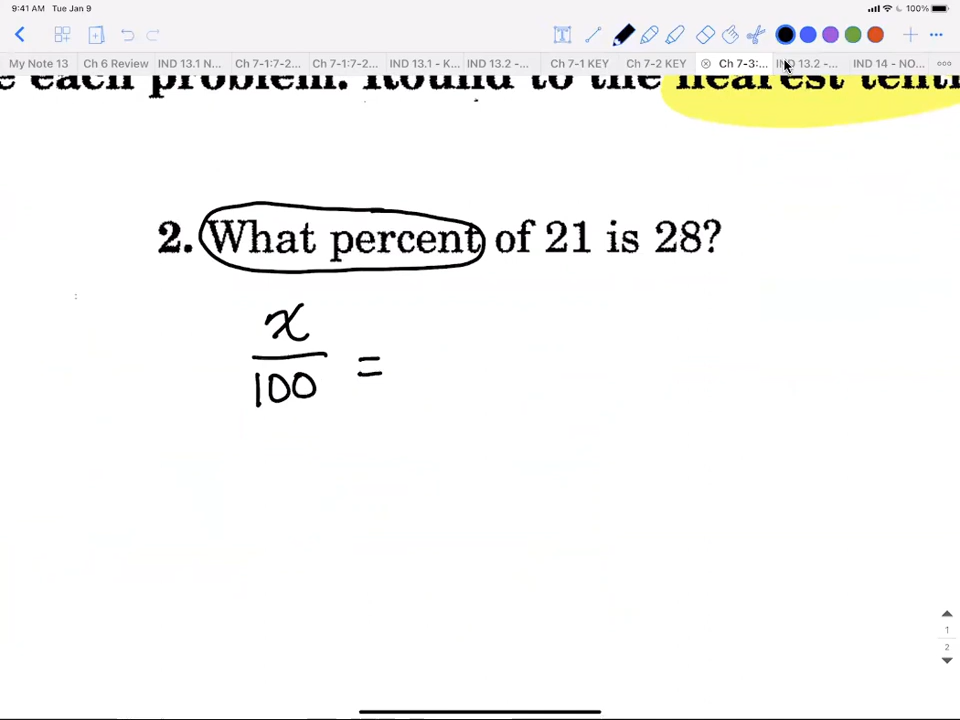 9:41 AM Tue Jan 9
100%
My Note 13 Ch 6 Review IND 13.1 N... Ch 7-1:7-2... Ch 7-1:7-2... IND 13.1 - K... IND 13.2 -... Ch 7-1 KEY Ch 7-2 KEY Ch 7-3:... IND 13.2 -... IND 14 - NO...
e each problem. Round to the nearest tenth
2. What percent of 21 is 28?
x
100 =
1
2